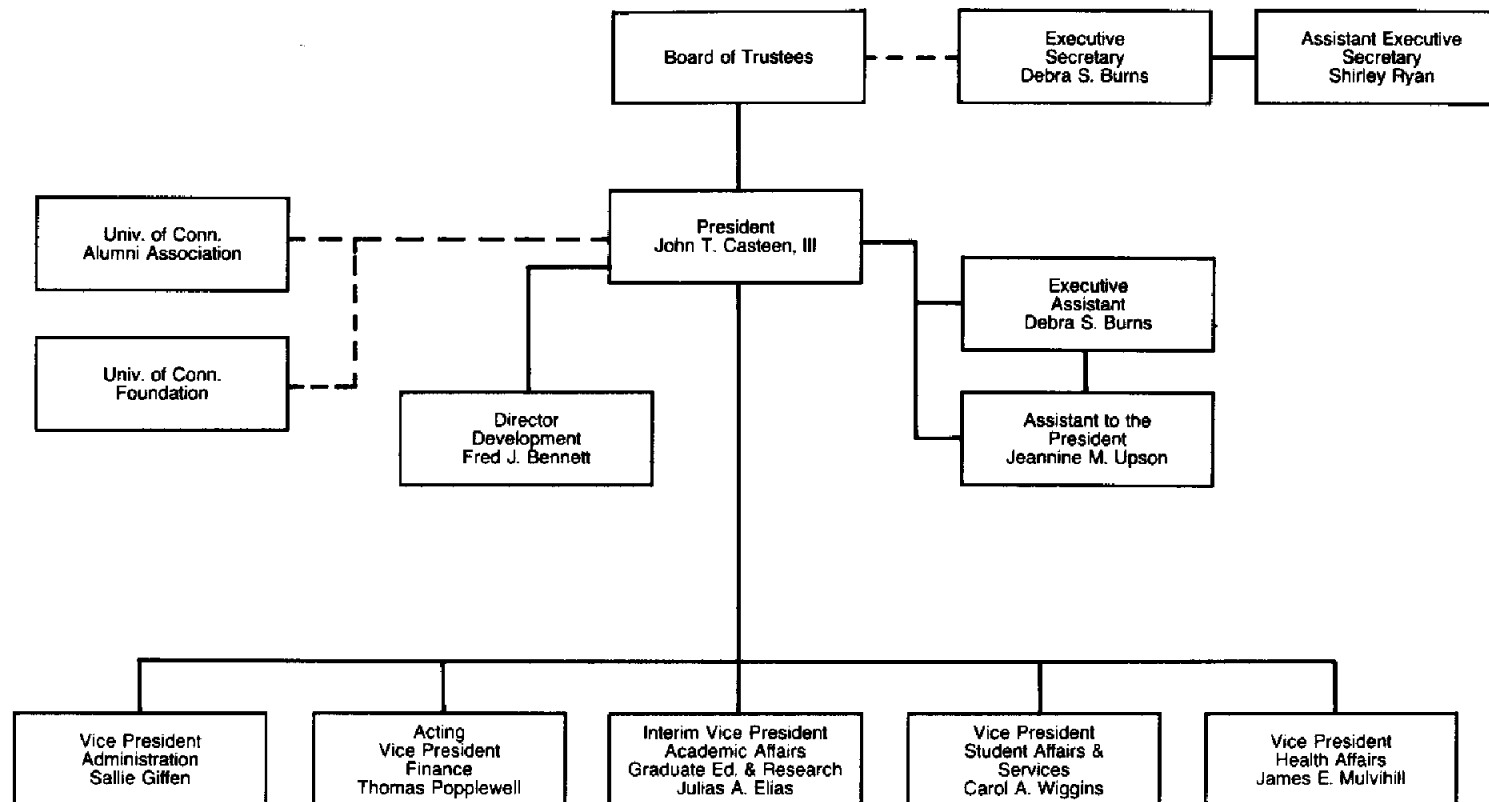 Board of Trustees
Executive
Secretary
Debra S. Burns
Assistant Executive
Secretary
Shirley Ryan
Univ. of Conn.
Alumni Association
President
John T. Casteen, III
Executive
Assistant
Debra S. Burns
Univ. of Conn.
Foundation
Director
Development
Fred J. Bennett
Assistant to the
President
Jeannine M. Upson
Vice President
Administration
Sallie Giffen
Acting
Vice President
Finance
Thomas Popplewell
Interim Vice President
Academic Affairs
Graduate Ed. & Research
Julias A. Elias
Vice President
Student Affairs &
Services
Carol A. Wiggins
Vice President
Health Affairs
James E. Mulvihill